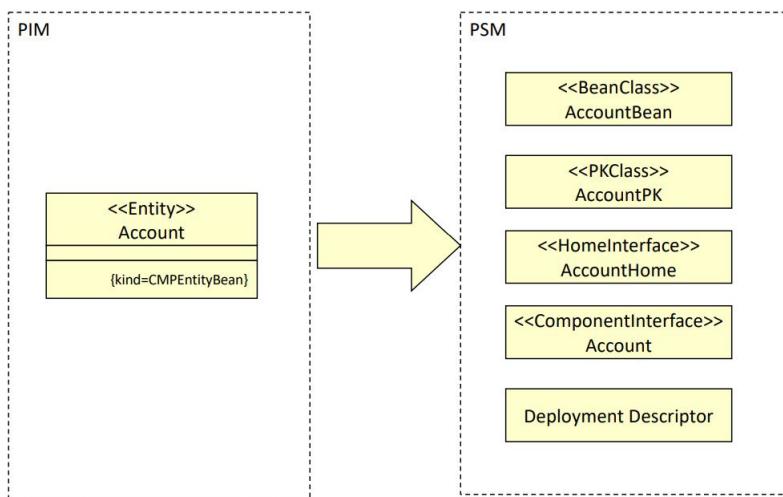 PIM
<<Entity>>
Account
{kind=CMPEntityBean}
PSM
<<BeanClass>>
AccountBean
<<PKClass>>
AccountPK
<<HomeInterface>>
AccountHome
<<ComponentInterface>>
Account
Deployment Descriptor